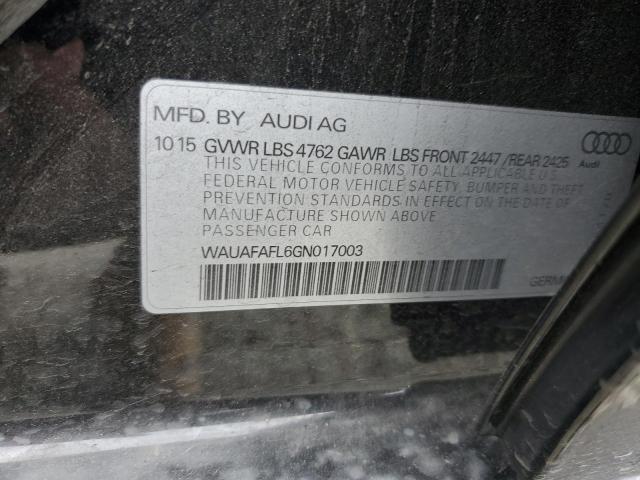 MFD. BY AUDI AG
10 15 GVWR LBS 4762 GAWR LBS FRONT 2447 /REAR 2425
THIS VEHICLE CONFORMS TO ALL APPLICABLE U.S.
FEDERAL MOTOR VEHICLE SAFETY, BUMPER AND THEFT
PREVENTION STANDARDS IN EFFECT ON THE DATE
OF MANUFACTURE SHOWN ABOVE
PASSENGER CAR
WAUAFAFL6GN017003
Audi